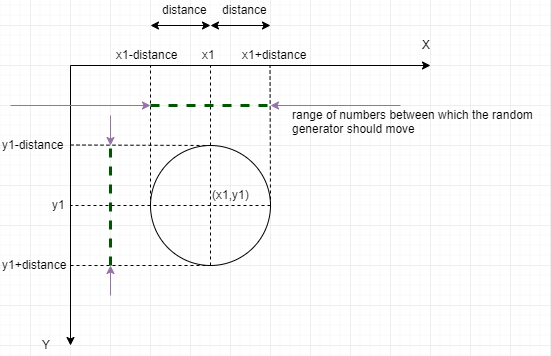 distance distance
x1-distance x1 x1+distance
X
range of numbers between which the random
generator should move
y1-distance
(x1,y1)
y1
y1+distance
Y